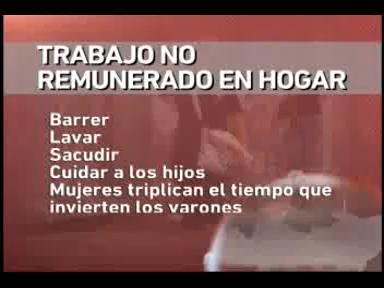 TRABAJO NO
REMUNERADO EN HOGAR
Barrer
Lavar
Sacudir
Cuidar a los hijos
Mujeres triplican el tiempo que
invierten los varones